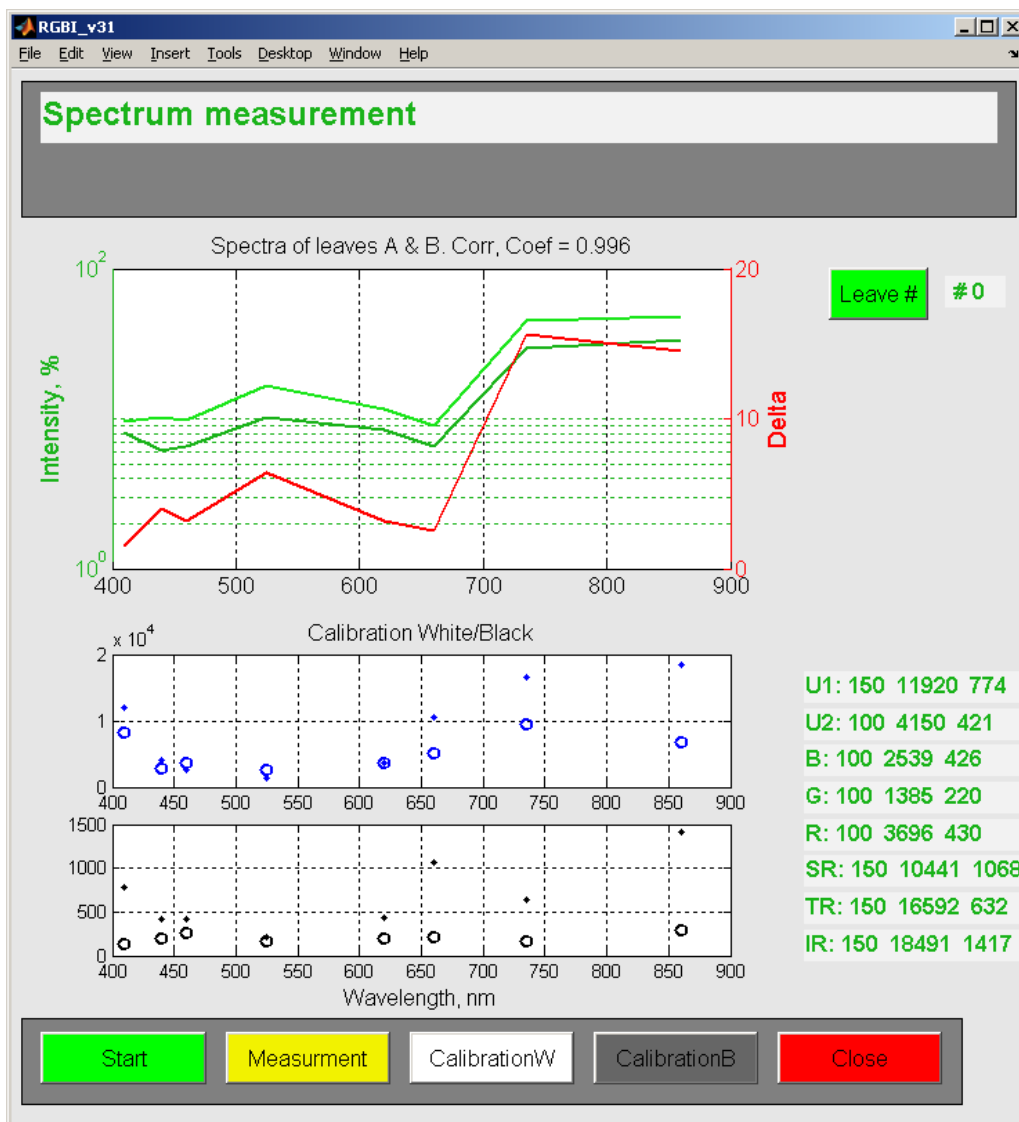 RGBI_v31
File Edit View Insert Tools Desktop Window Help
Spectrum measurement
Spectra of leaves A & B. Corr, Coef = 0.996
10^2
20
Leave #
# 0
Intensity, %
10
Delta
10^0
0
400 500 600 700 800 900
x 10^4
Calibration White/Black
2
1
0
400 450 500 550 600 650 700 750 800 850 900
1500
1000
500
0
400 450 500 550 600 650 700 750 800 850 900
Wavelength, nm
U1: 150 11920 774
U2: 100 4150 421
B: 100 2539 426
G: 100 1385 220
R: 100 3696 430
SR: 150 10441 1068
TR: 150 16592 632
IR: 150 18491 1417
Start Measurment CalibrationW CalibrationB Close